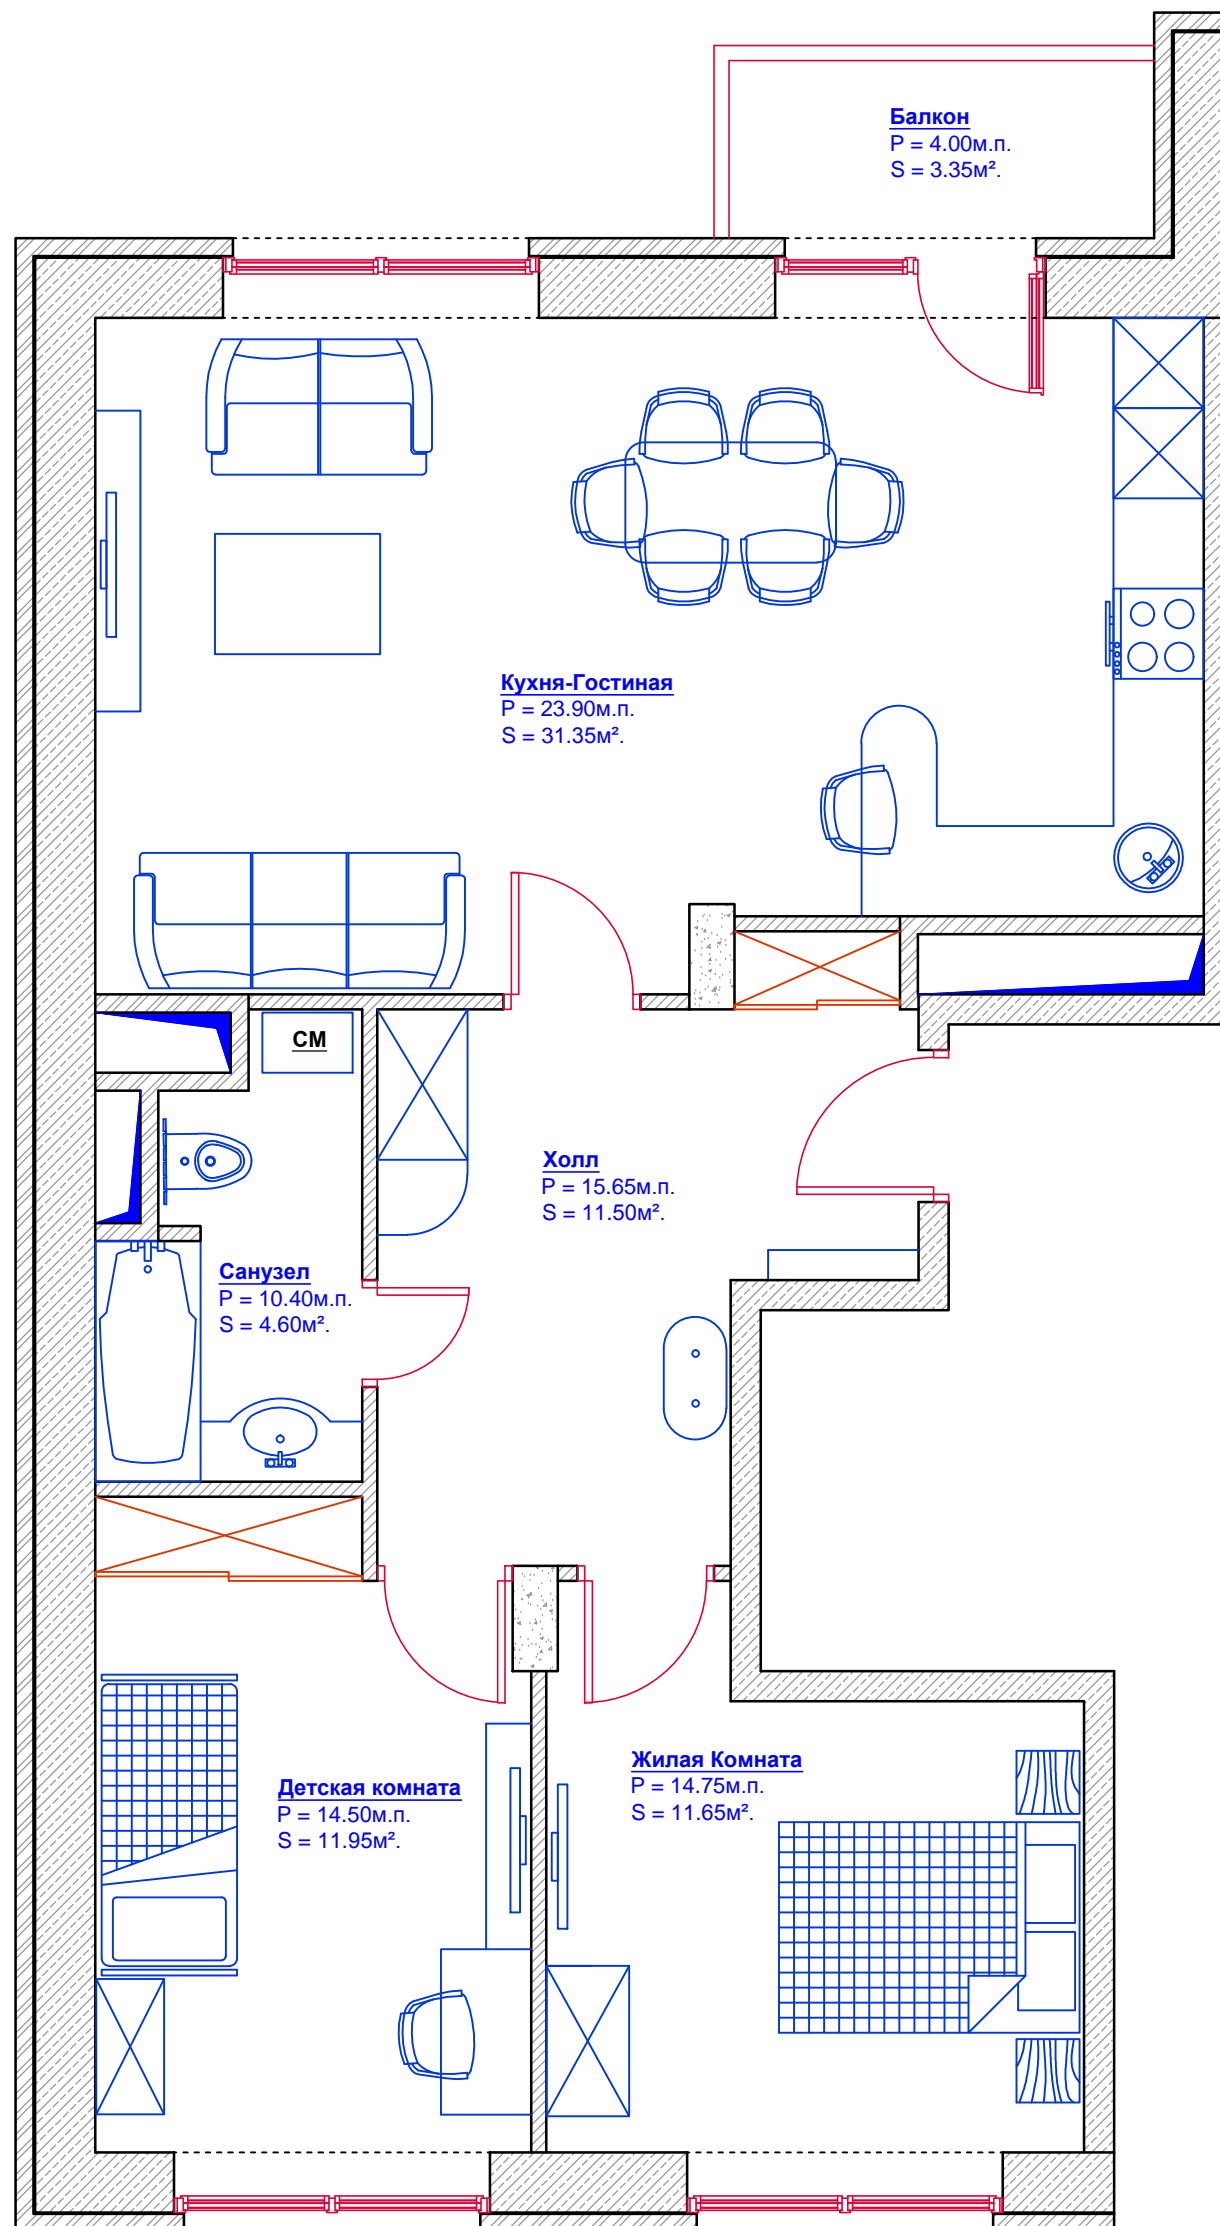 Балкон
P = 4.00м.п.
S = 3.35м².
Кухня-Гостиная
P = 23.90м.п.
S = 31.35м².
СМ
Холл
P = 15.65м.п.
S = 11.50м².
Санузел
P = 10.40м.п.
S = 4.60м².
Жилая Комната
P = 14.75м.п.
S = 11.65м².
Детская комната
P = 14.50м.п.
S = 11.95м².